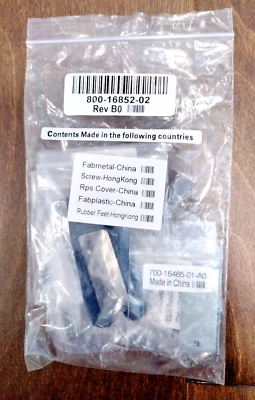 800-16852-02
Rev B0
Contents Made in the following countries
Fabmetal-China
Screw-HongKong
Rps Cover-China
Fabplastic-China
Rubber Feet-HongKong
700-16465-01-A0
Made in China